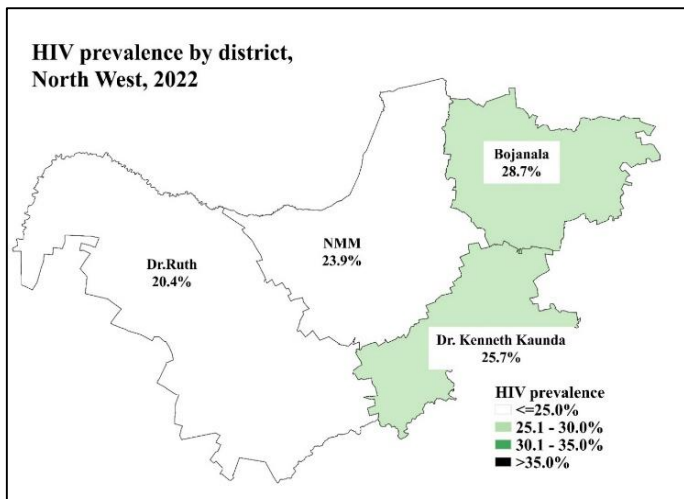 HIV prevalence by district,
North West, 2022
Bojanala
28.7%
NMM
23.9%
Dr.Ruth
20.4%
Dr. Kenneth Kaunda
25.7%
HIV prevalence
<=25.0%
25.1 - 30.0%
30.1 - 35.0%
>35.0%